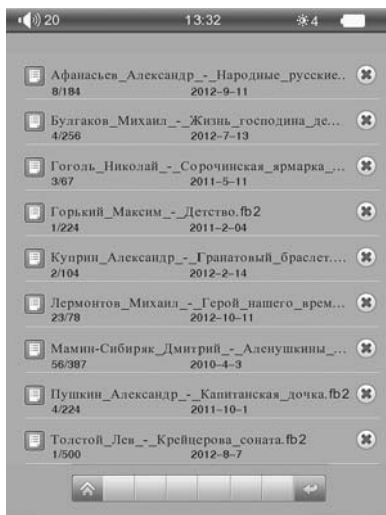 20 13:32 4
Афанасьев_Александр_-_Народные_русские..
8/184 2012-9-11
Булгаков_Михаил_-_Жизнь_господина_де...
4/256 2012-7-13
Гоголь_Николай_-_Сорочинская_ярмарка_...
3/67 2011-5-11
Горький_Максим_-_Детство.fb2
1/224 2011-2-04
Куприн_Александр_-_Гранатовый_браслет....
2/104 2012-2-14
Лермонтов_Михаил_-_Герой_нашего_врем...
23/78 2012-10-11
Мамин-Сибиряк_Дмитрий_-_Аленушкины_...
56/387 2010-4-3
Пушкин_Александр_-_Капитанская_дочка.fb2
4/224 2011-10-1
Толстой_Лев_-_Крейцерова_соната.fb2
1/500 2012-8-7